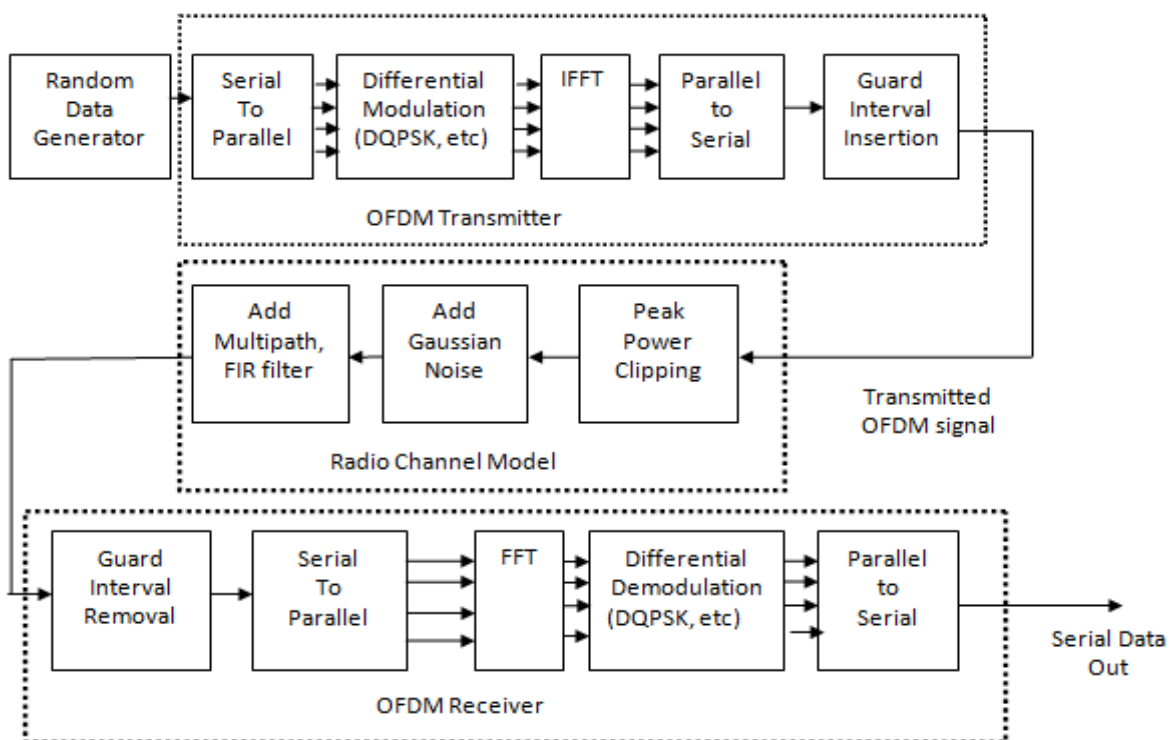 Random
Data
Generator
Serial
To
Parallel
Differential
Modulation
(DQPSK, etc)
IFFT
Parallel
to
Serial
Guard
Interval
Insertion
OFDM Transmitter
Add
Multipath,
FIR filter
Add
Gaussian
Noise
Peak
Power
Clipping
Transmitted
OFDM signal
Radio Channel Model
Guard
Interval
Removal
Serial
To
Parallel
FFT
Differential
Demodulation
(DQPSK, etc)
Parallel
to
Serial
Serial Data
Out
OFDM Receiver